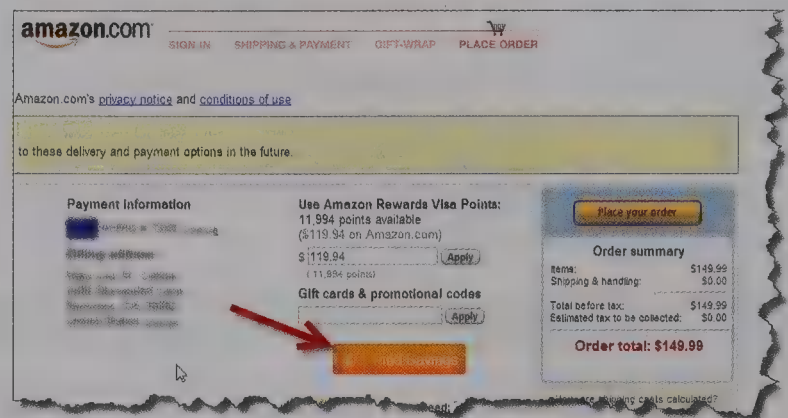 amazon.com
SIGN IN SHIPPING & PAYMENT GIFT-WRAP PLACE ORDER
Amazon.com's privacy notice and conditions of use
to these delivery and payment options in the future.
Payment Information
Use Amazon Rewards Visa Points:
11,994 points available
($119.94 on Amazon.com)
$ 119.94 Apply
(11,994 points)
Gift cards & promotional codes
Apply
Place your order
Order summary
Items: $149.99
Shipping & handling: $0.00
Total before tax: $149.99
Estimated tax to be collected: $0.00
Order total: $149.99
shipping costs calculated?